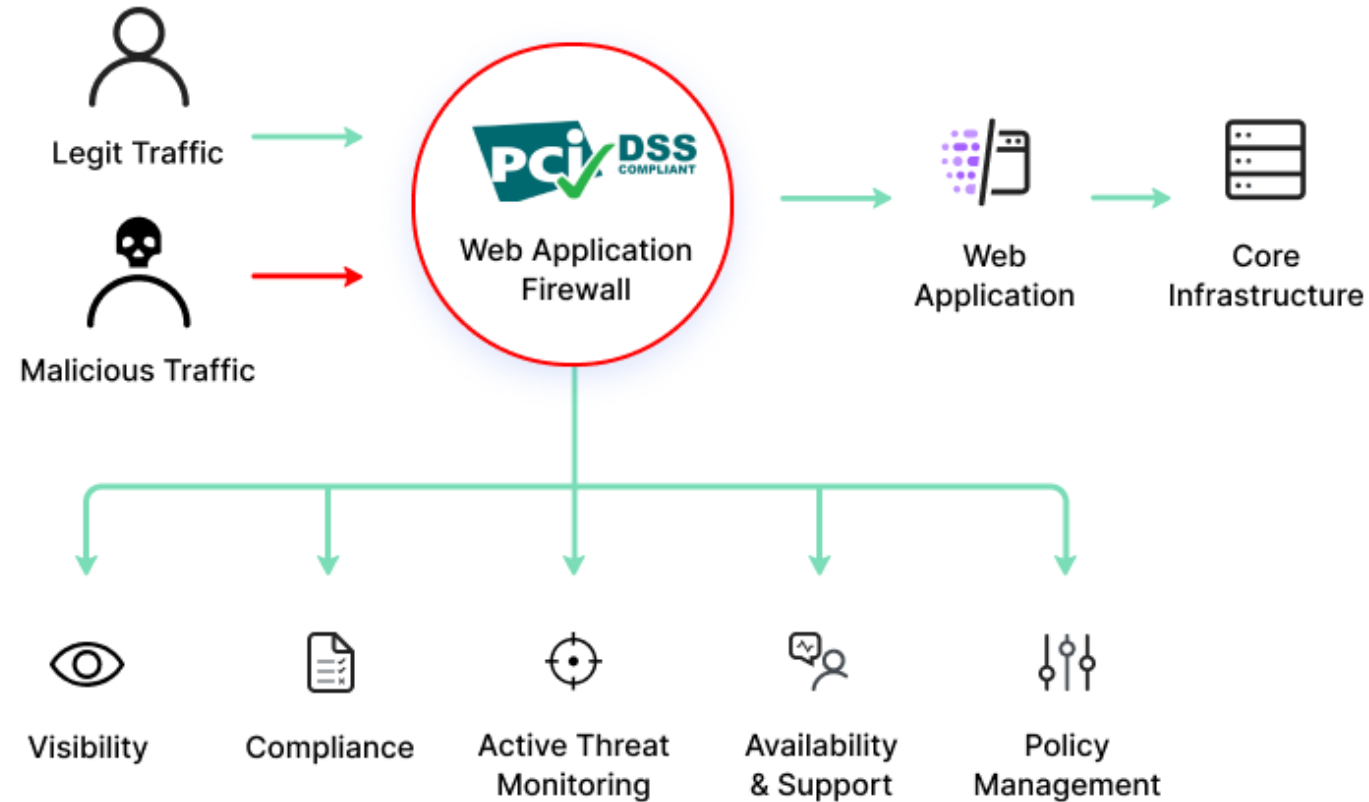 Legit Traffic
Malicious Traffic
PCi DSS
COMPLIANT
Web Application
Firewall
Web
Application
Core
Infrastructure
Visibility
Compliance
Active Threat
Monitoring
Availability
& Support
Policy
Management